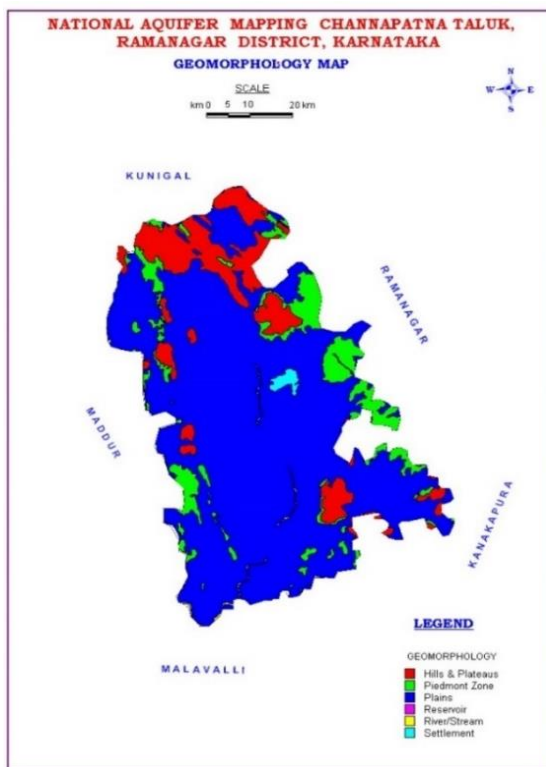 NATIONAL AQUIFER MAPPING CHANNAPATNA TALUK,
RAMANAGAR DISTRICT, KARNATAKA
GEOMORPHOLOGY MAP
SCALE
km 0 5 10 20 km
N
W E
S
KUNIGAL
RAMANAGAR
MADDUR
KANAKAPURA
MALAVALLI
LEGEND
GEOMORPHOLOGY
Hills & Plateaus
Piedmont Zone
Plains
Reservoir
River/Stream
Settlement